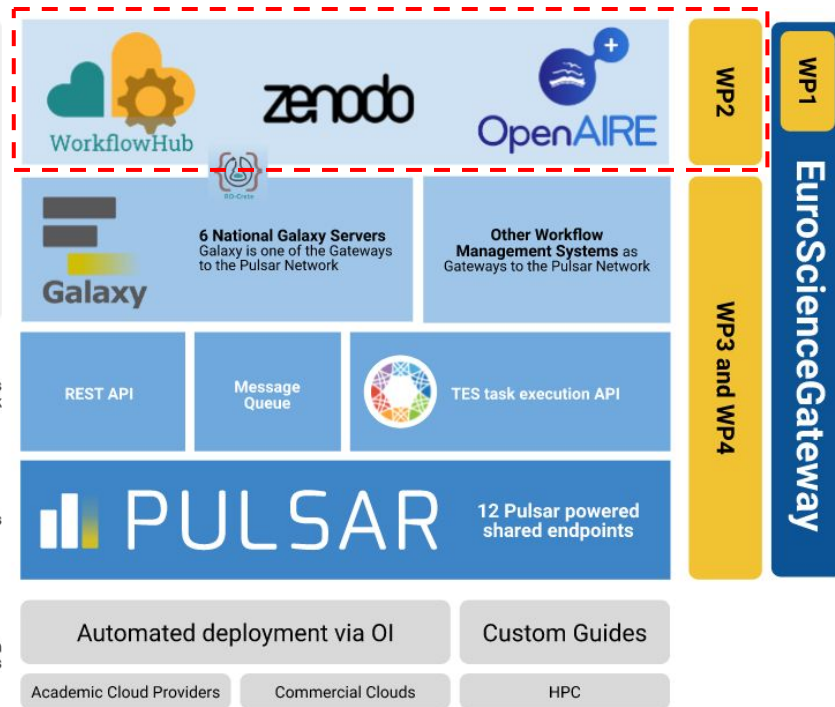 WorkflowHub
zenodo
OpenAIRE
WP2
WP1
EuroScienceGateway
RO-Crate
Galaxy
6 National Galaxy Servers
Galaxy is one of the Gateways
to the Pulsar Network
Other Workflow
Management Systems as
Gateways to the Pulsar Network
WP3 and WP4
REST API
Message
Queue
TES task execution API
PULSAR
12 Pulsar powered
shared endpoints
Automated deployment via OI
Custom Guides
Academic Cloud Providers
Commercial Clouds
HPC